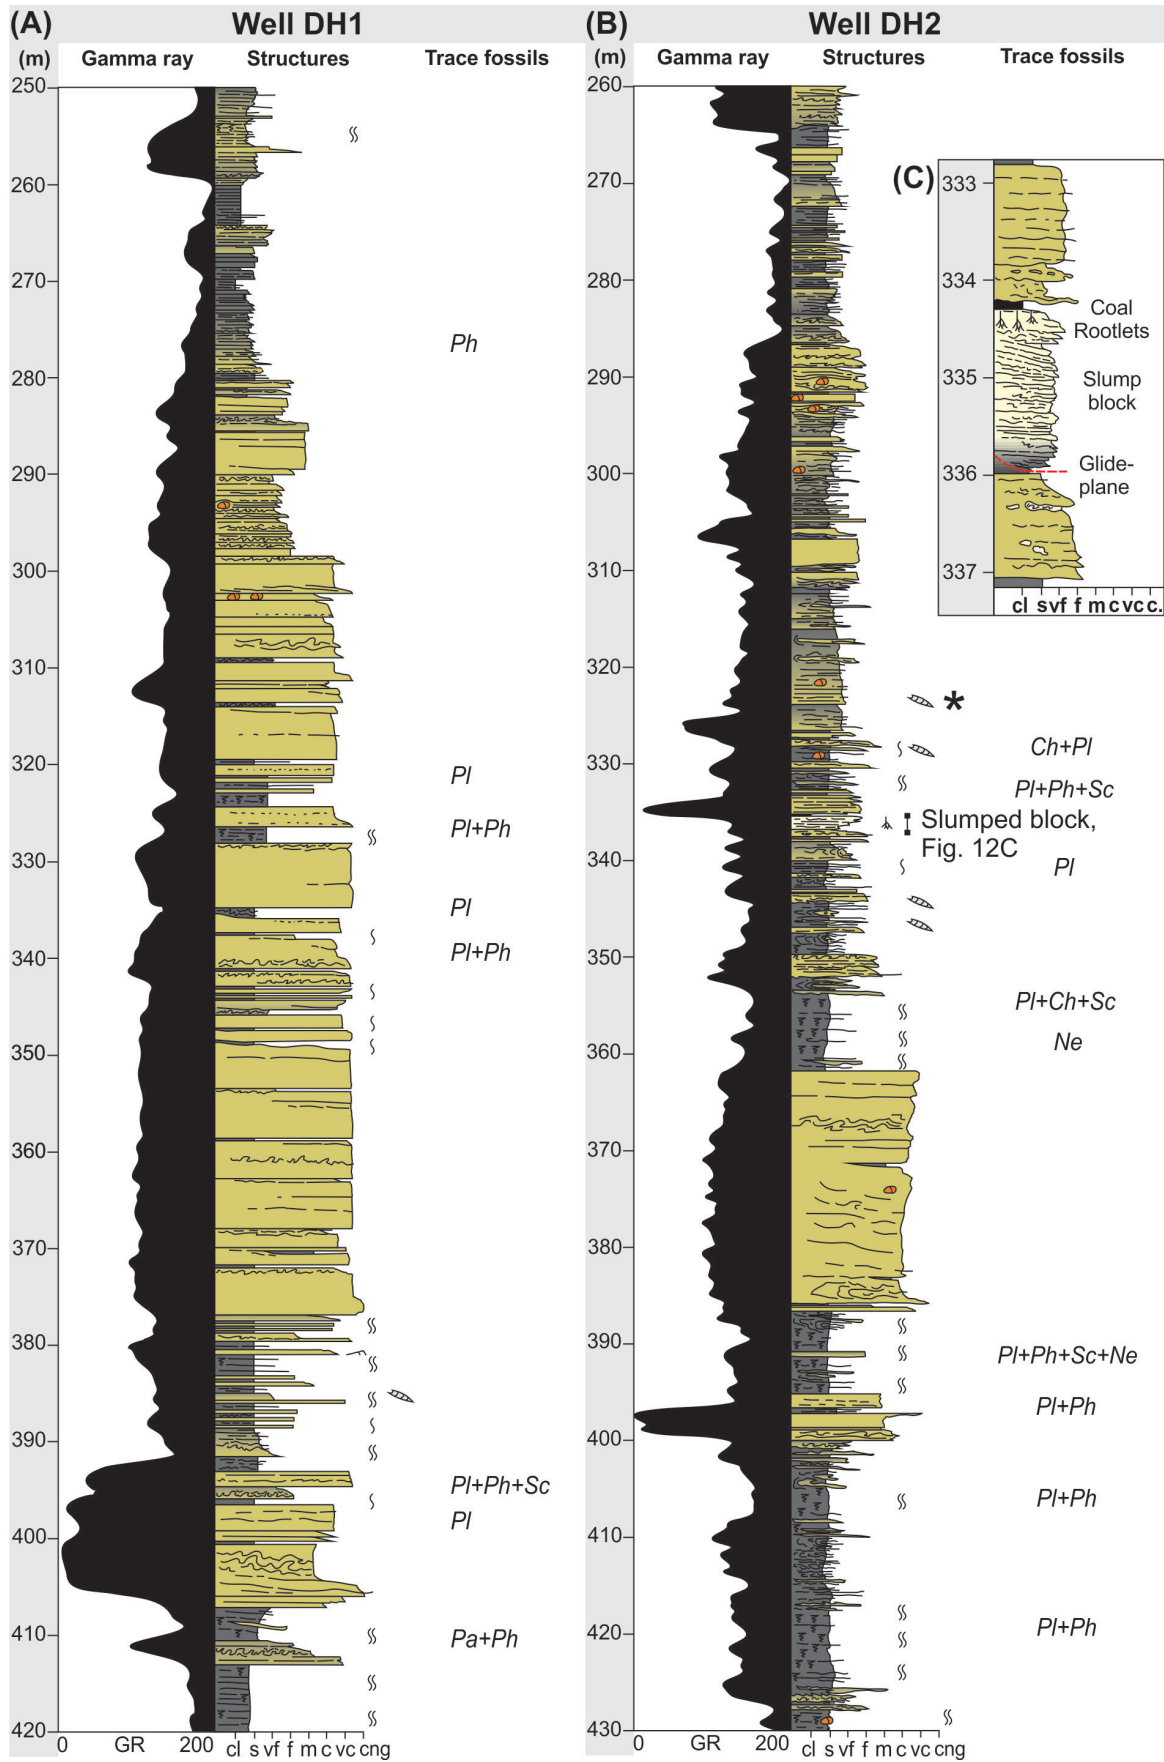 (A) Well DH1
(m) Gamma ray Structures Trace fossils
250
260
270
280
290
300
310
320
330
340
350
360
370
380
390
400
410
420
Ph
Pl
Pl+Ph
Pl
Pl+Ph
Pl+Ph+Sc
Pl
Pa+Ph
0 GR 200 cl s vf f m c vc cng
(B) Well DH2
(m) Gamma ray Structures Trace fossils
260
270
280
290
300
310
320
330
340
350
360
370
380
390
400
410
420
430
*
Ch+Pl
Pl+Ph+Sc
Slumped block,
Fig. 12C
Pl
Pl+Ch+Sc
Ne
Pl+Ph+Sc+Ne
Pl+Ph
Pl+Ph
Pl+Ph
0 GR 200 cl s vf f m c vc cng
(C)
333
334
335
336
337
Coal
Rootlets
Slump
block
Glide-
plane
cl s vf f m c vc c.